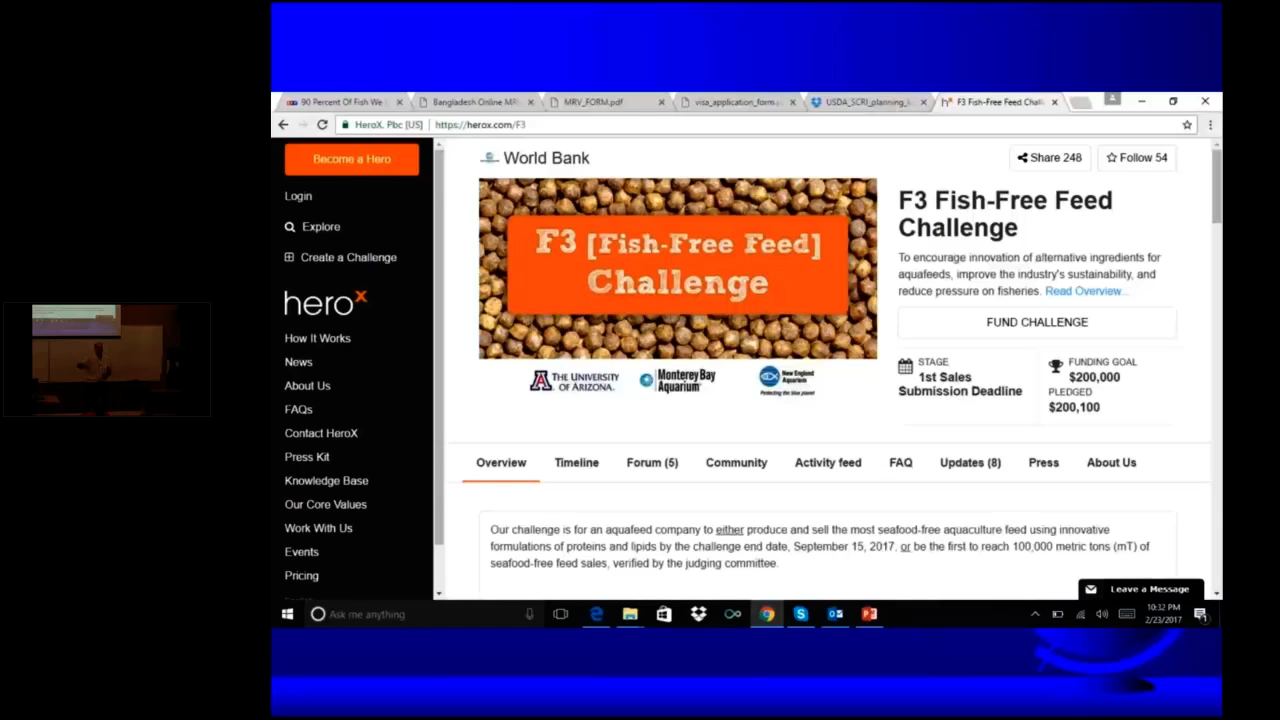 90 Percent Of Fish We
Bangladesh Online M
MRV_FORM.pdf
visa_application_form
USDA_SCRI_planning_
F3 Fish-Free Feed Chall
HeroX, Pbc [US]
https://herox.com/F3
Become a Hero
Login
Explore
Create a Challenge
herox
How It Works
News
About Us
FAQs
Contact HeroX
Press Kit
Knowledge Base
Our Core Values
Work With Us
Events
Pricing
World Bank
Share 248
Follow 54
F3 [Fish-Free Feed]
Challenge
THE UNIVERSITY
OF ARIZONA.
Monterey Bay
Aquarium
New England
Aquarium
Protecting the blue planet
F3 Fish-Free Feed
Challenge
To encourage innovation of alternative ingredients for
aquafeeds, improve the industry's sustainability, and
reduce pressure on fisheries. Read Overview...
FUND CHALLENGE
STAGE
1st Sales
Submission Deadline
FUNDING GOAL
$200,000
PLEDGED
$200,100
Overview
Timeline
Forum (5)
Community
Activity feed
FAQ
Updates (8)
Press
About Us
Our challenge is for an aquafeed company to either produce and sell the most seafood-free aquaculture feed using innovative
formulations of proteins and lipids by the challenge end date, September 15, 2017, or be the first to reach 100,000 metric tons (mT) of
seafood-free feed sales, verified by the judging committee.
Leave a Message
Ask me anything
10:32 PM
2/23/2017